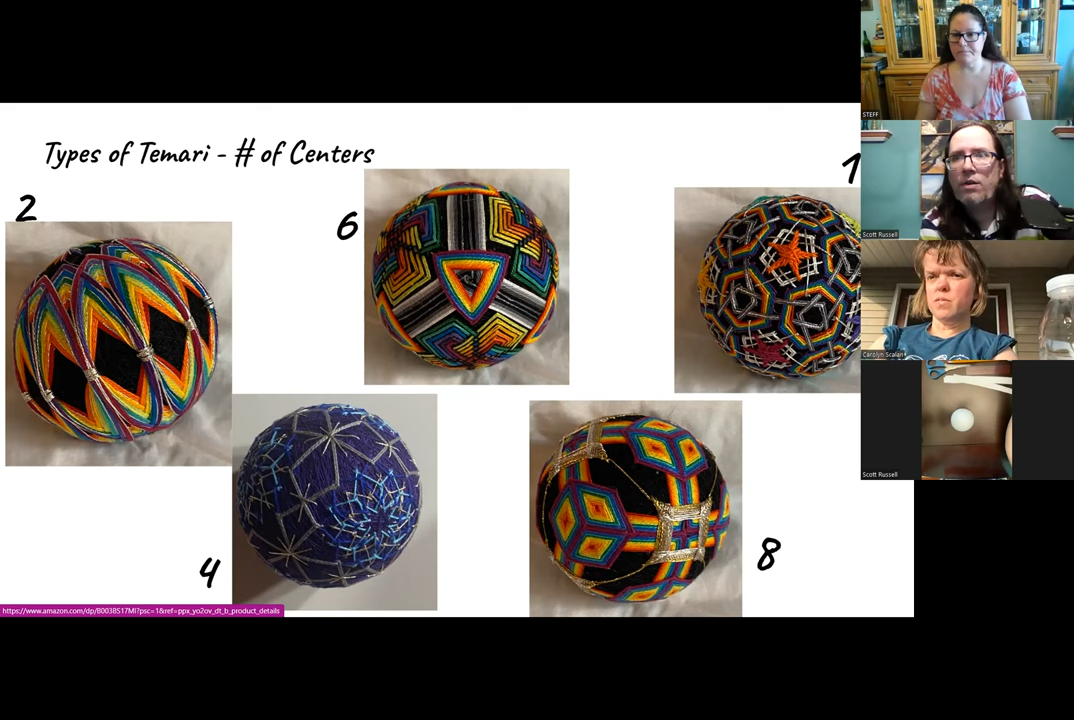 Types of Temari - # of Centers
2
6
1
4
8
https://www.amazon.com/dp/B003BS17MI?psc=1&ref=ppx_yo2ov_dt_b_product_details
STEFF
Scott Russell
Carolyn Scalan
Scott Russell